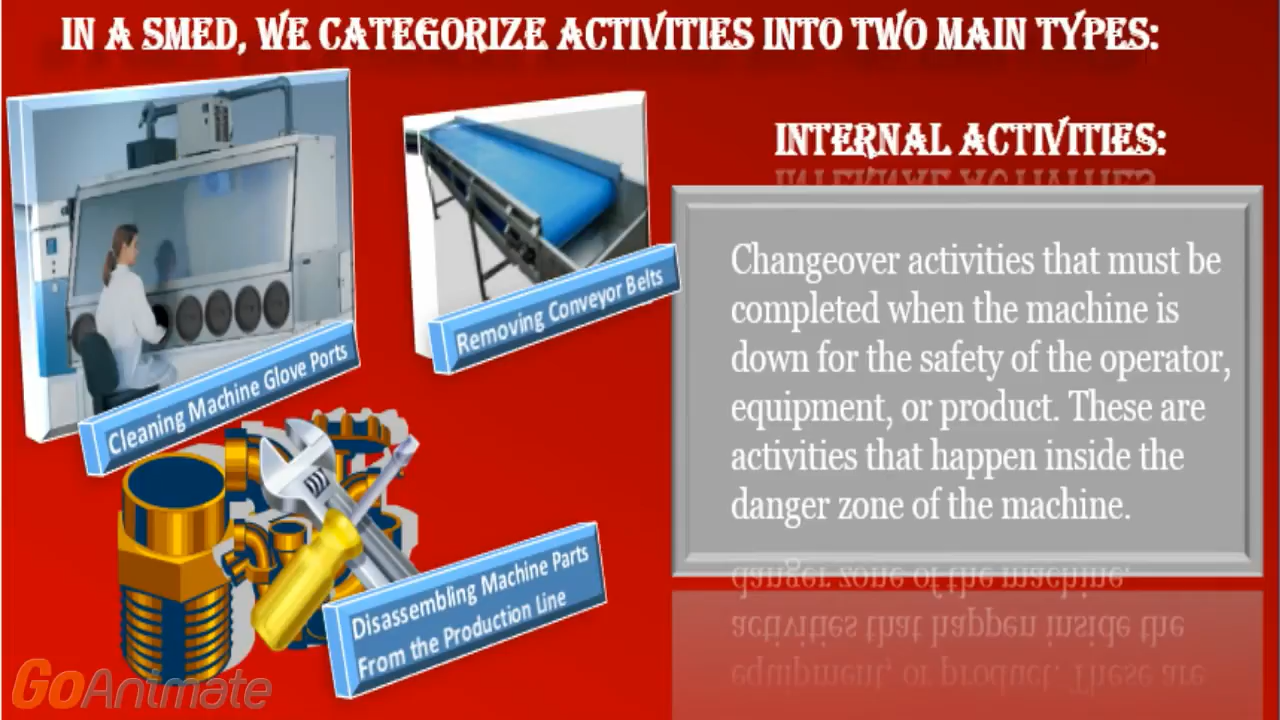 IN A SMED, WE CATEGORIZE ACTIVITIES INTO TWO MAIN TYPES:
INTERNAL ACTIVITIES:
Changeover activities that must be
completed when the machine is
down for the safety of the operator,
equipment, or product. These are
activities that happen inside the
danger zone of the machine.
Cleaning Machine Glove Ports
Removing Conveyor Belts
Disassembling Machine Parts
From the Production Line
GoAnimate